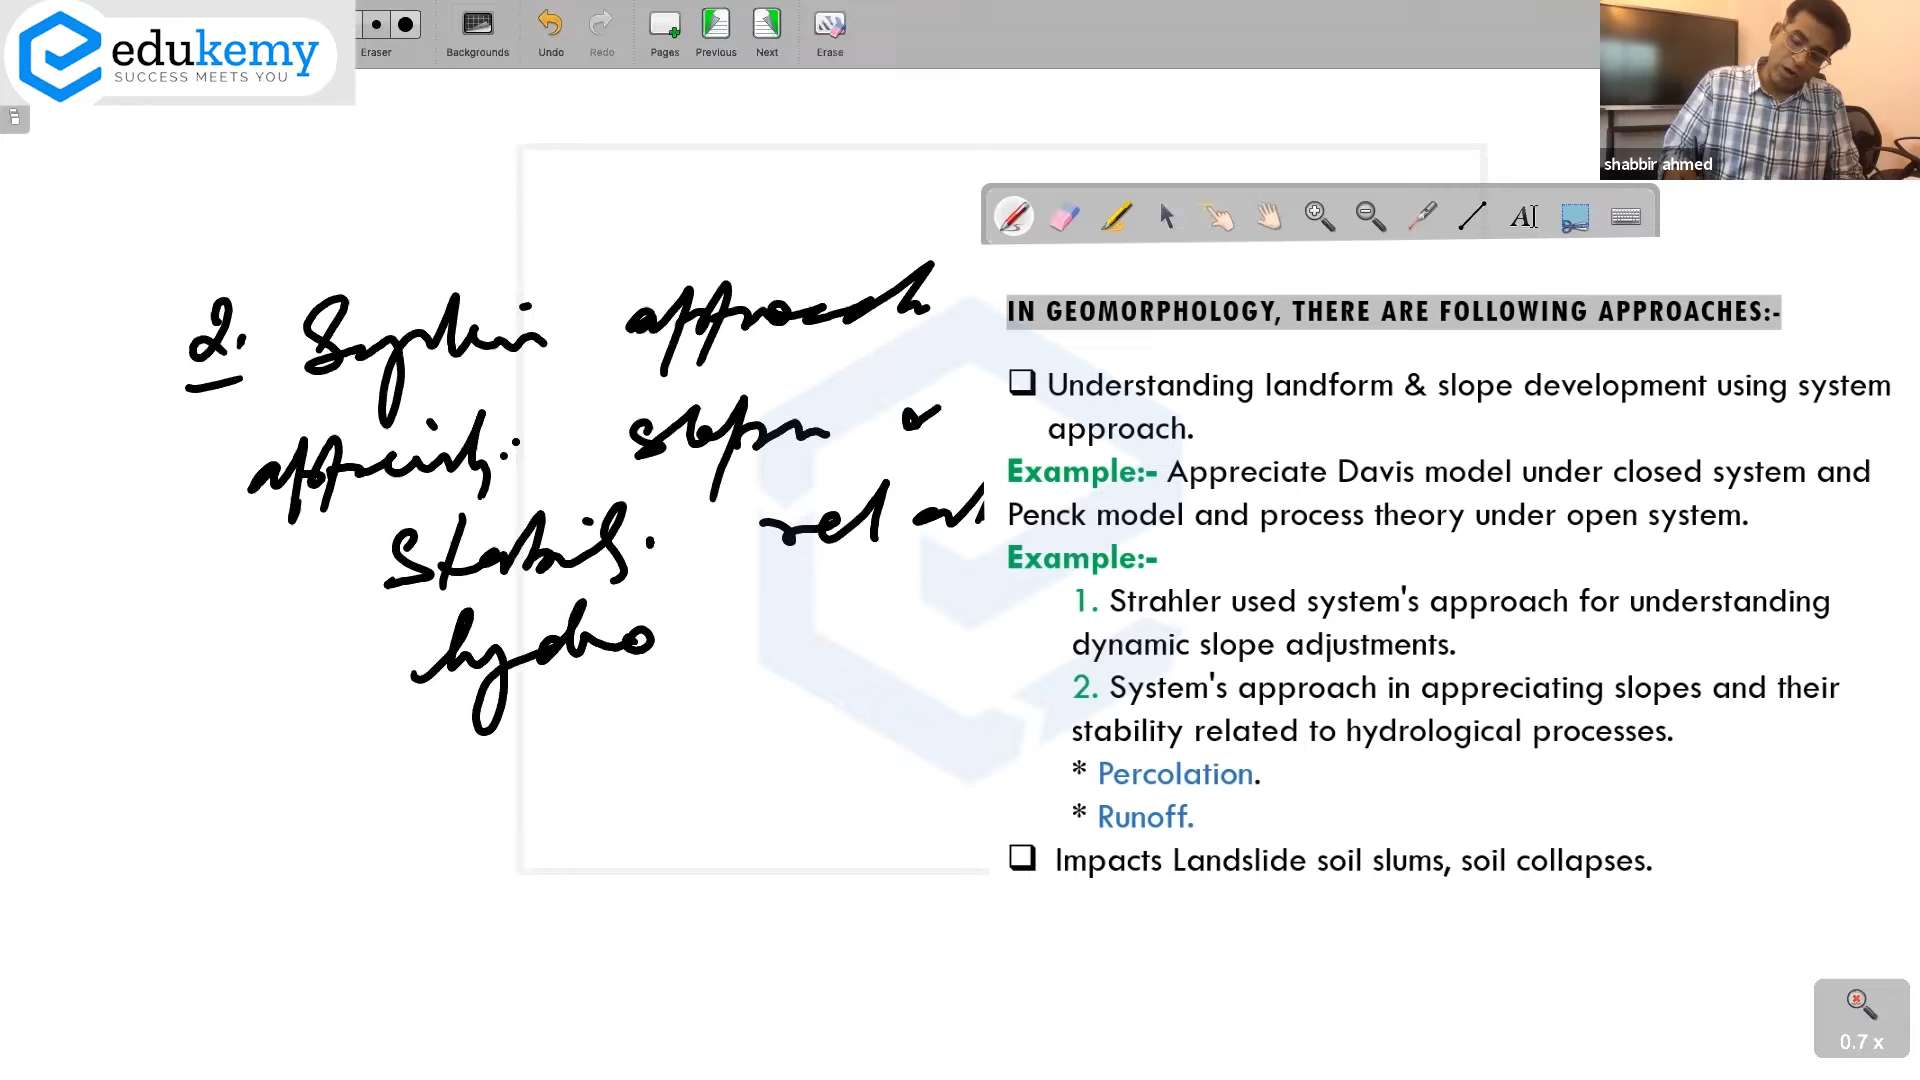 edukemy
SUCCESS MEETS YOU
Eraser
Backgrounds
Undo
Redo
Pages
Previous
Next
Erase
shabbir ahmed
2. System approach
slopes &
Stabili. rel
hydro
IN GEOMORPHOLOGY, THERE ARE FOLLOWING APPROACHES:-
Understanding landform & slope development using system
approach.
Example:- Appreciate Davis model under closed system and
Penck model and process theory under open system.
Example:-
1. Strahler used system's approach for understanding
dynamic slope adjustments.
2. System's approach in appreciating slopes and their
stability related to hydrological processes.
* Percolation.
* Runoff.
Impacts Landslide soil slums, soil collapses.
0.7 x